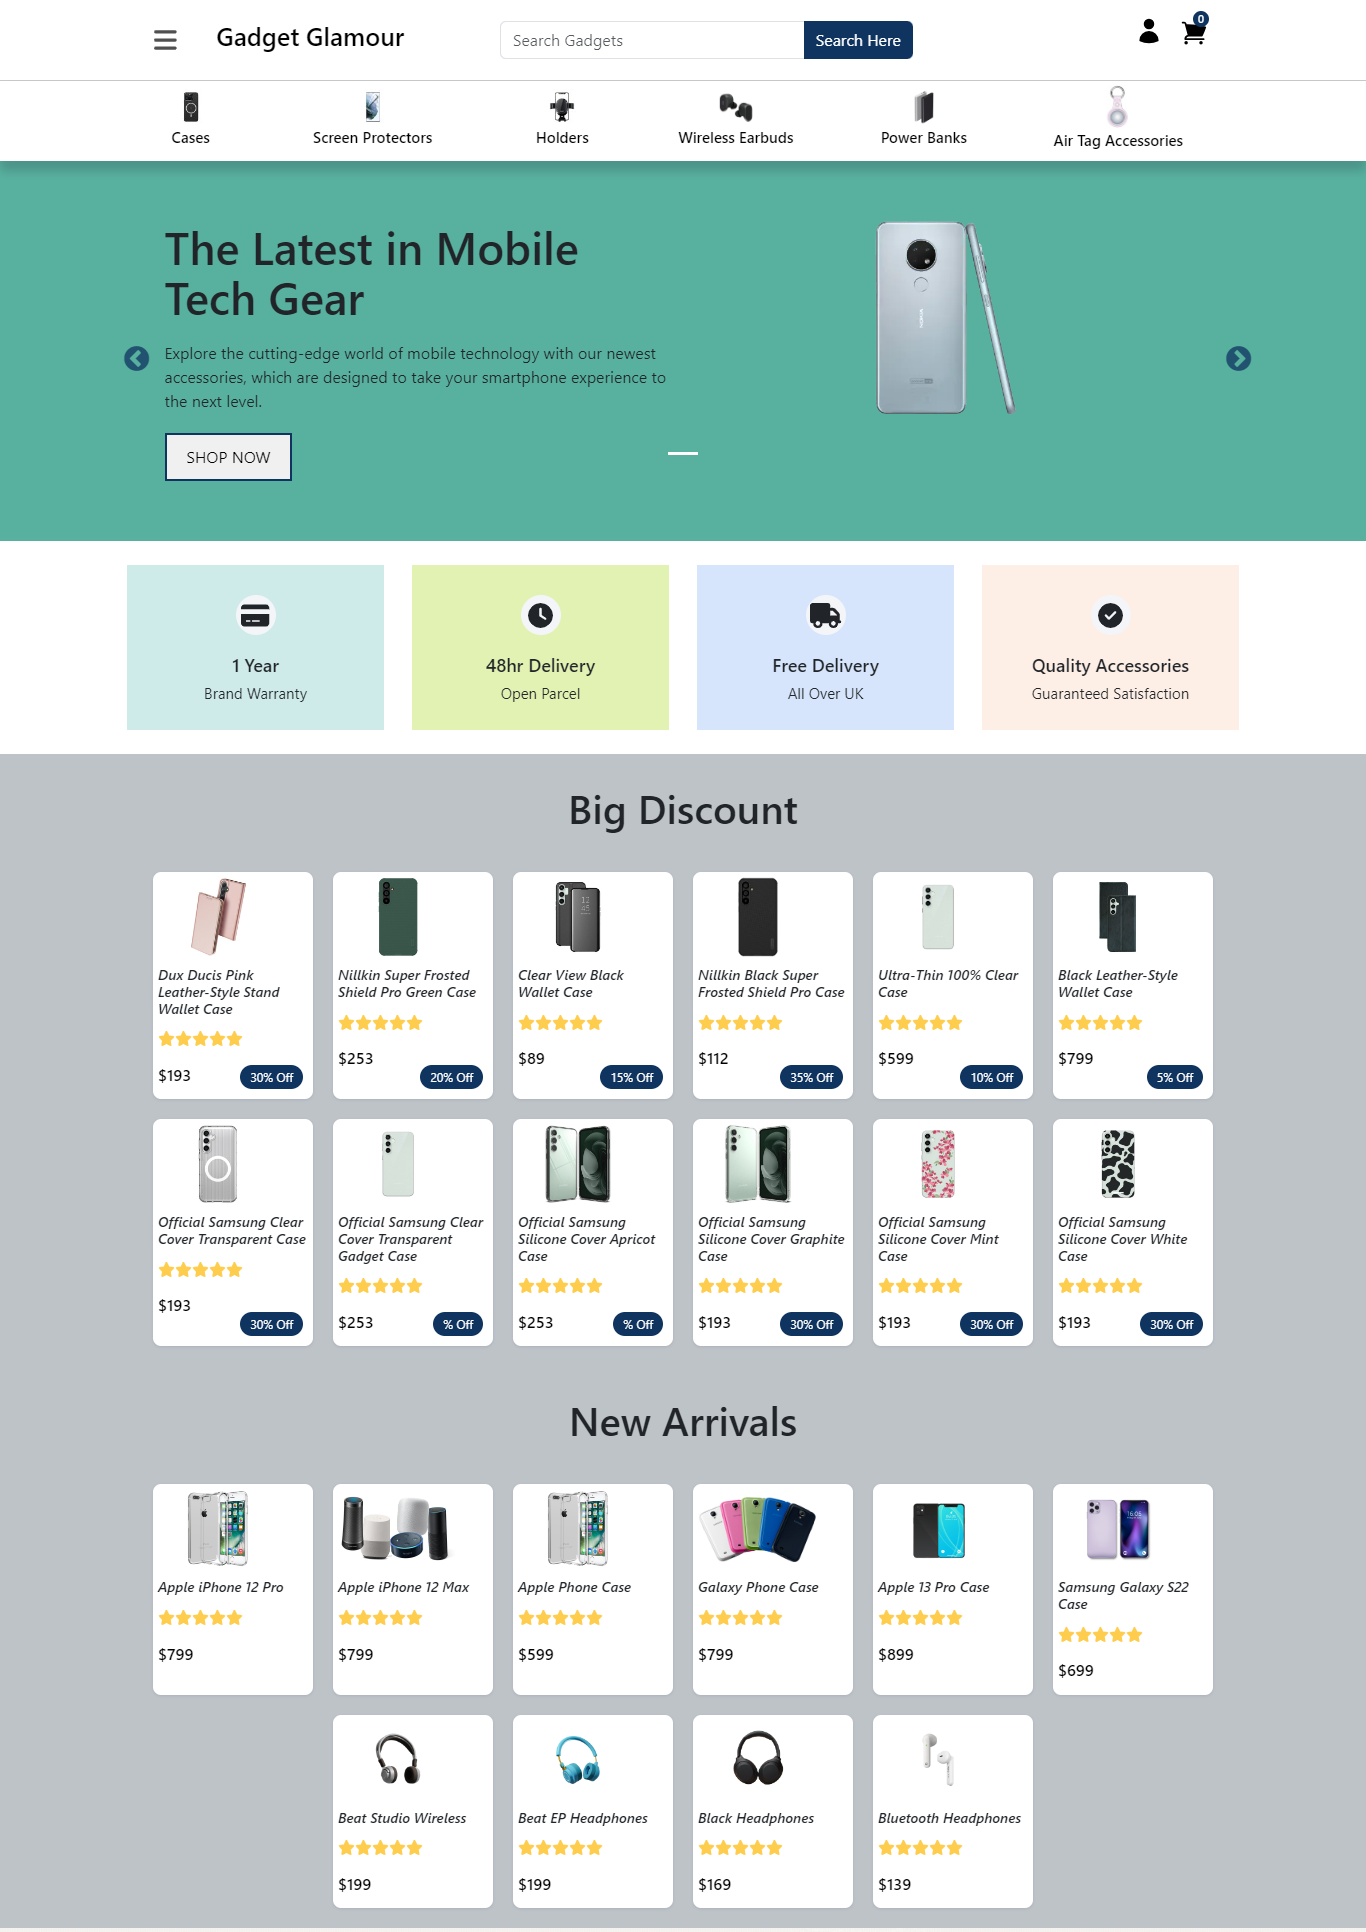 Gadget Glamour
Search Gadgets
Search Here
0
Cases
Screen Protectors
Holders
Wireless Earbuds
Power Banks
Air Tag Accessories
The Latest in Mobile
Tech Gear
Explore the cutting-edge world of mobile technology with our newest
accessories, which are designed to take your smartphone experience to
the next level.
SHOP NOW
NOKIA
1 Year
Brand Warranty
48hr Delivery
Open Parcel
Free Delivery
All Over UK
Quality Accessories
Guaranteed Satisfaction
Big Discount
Dux Ducis Pink
Leather-Style Stand
Wallet Case
$193
30% Off
Nillkin Super Frosted
Shield Pro Green Case
$253
20% Off
12
45
Clear View Black
Wallet Case
$89
15% Off
Nillkin Black Super
Frosted Shield Pro Case
$112
35% Off
Ultra-Thin 100% Clear
Case
$599
10% Off
Black Leather-Style
Wallet Case
$799
5% Off
Official Samsung Clear
Cover Transparent Case
$193
30% Off
Official Samsung Clear
Cover Transparent
Gadget Case
$253
% Off
Official Samsung
Silicone Cover Apricot
Case
$253
% Off
Official Samsung
Silicone Cover Graphite
Case
$193
30% Off
Official Samsung
Silicone Cover Mint
Case
$193
30% Off
Official Samsung
Silicone Cover White
Case
$193
30% Off
New Arrivals
Apple iPhone 12 Pro
$799
Apple iPhone 12 Max
$799
Apple Phone Case
$599
Galaxy Phone Case
$799
Apple 13 Pro Case
$899
16:05
Samsung Galaxy S22
Case
$699
Beat Studio Wireless
$199
Beat EP Headphones
$199
Black Headphones
$169
Bluetooth Headphones
$139